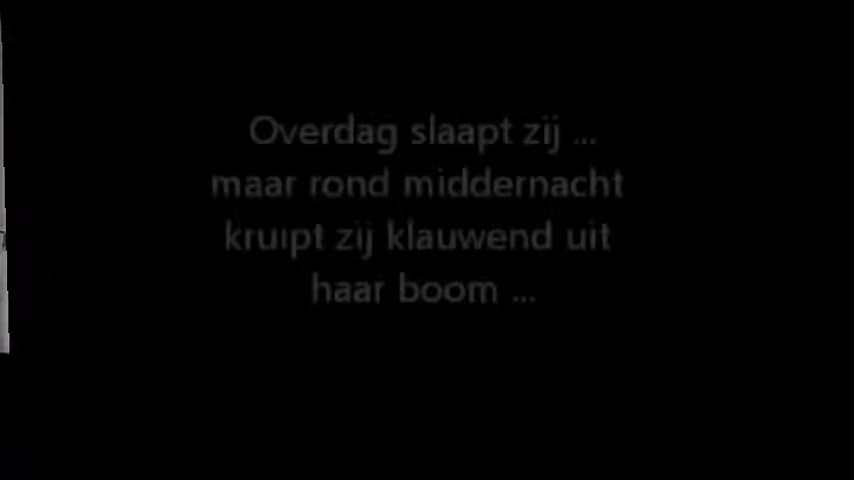 Overdag slaapt zij ...
maar rond middernacht
kruipt zij klauwend uit
haar boom ...